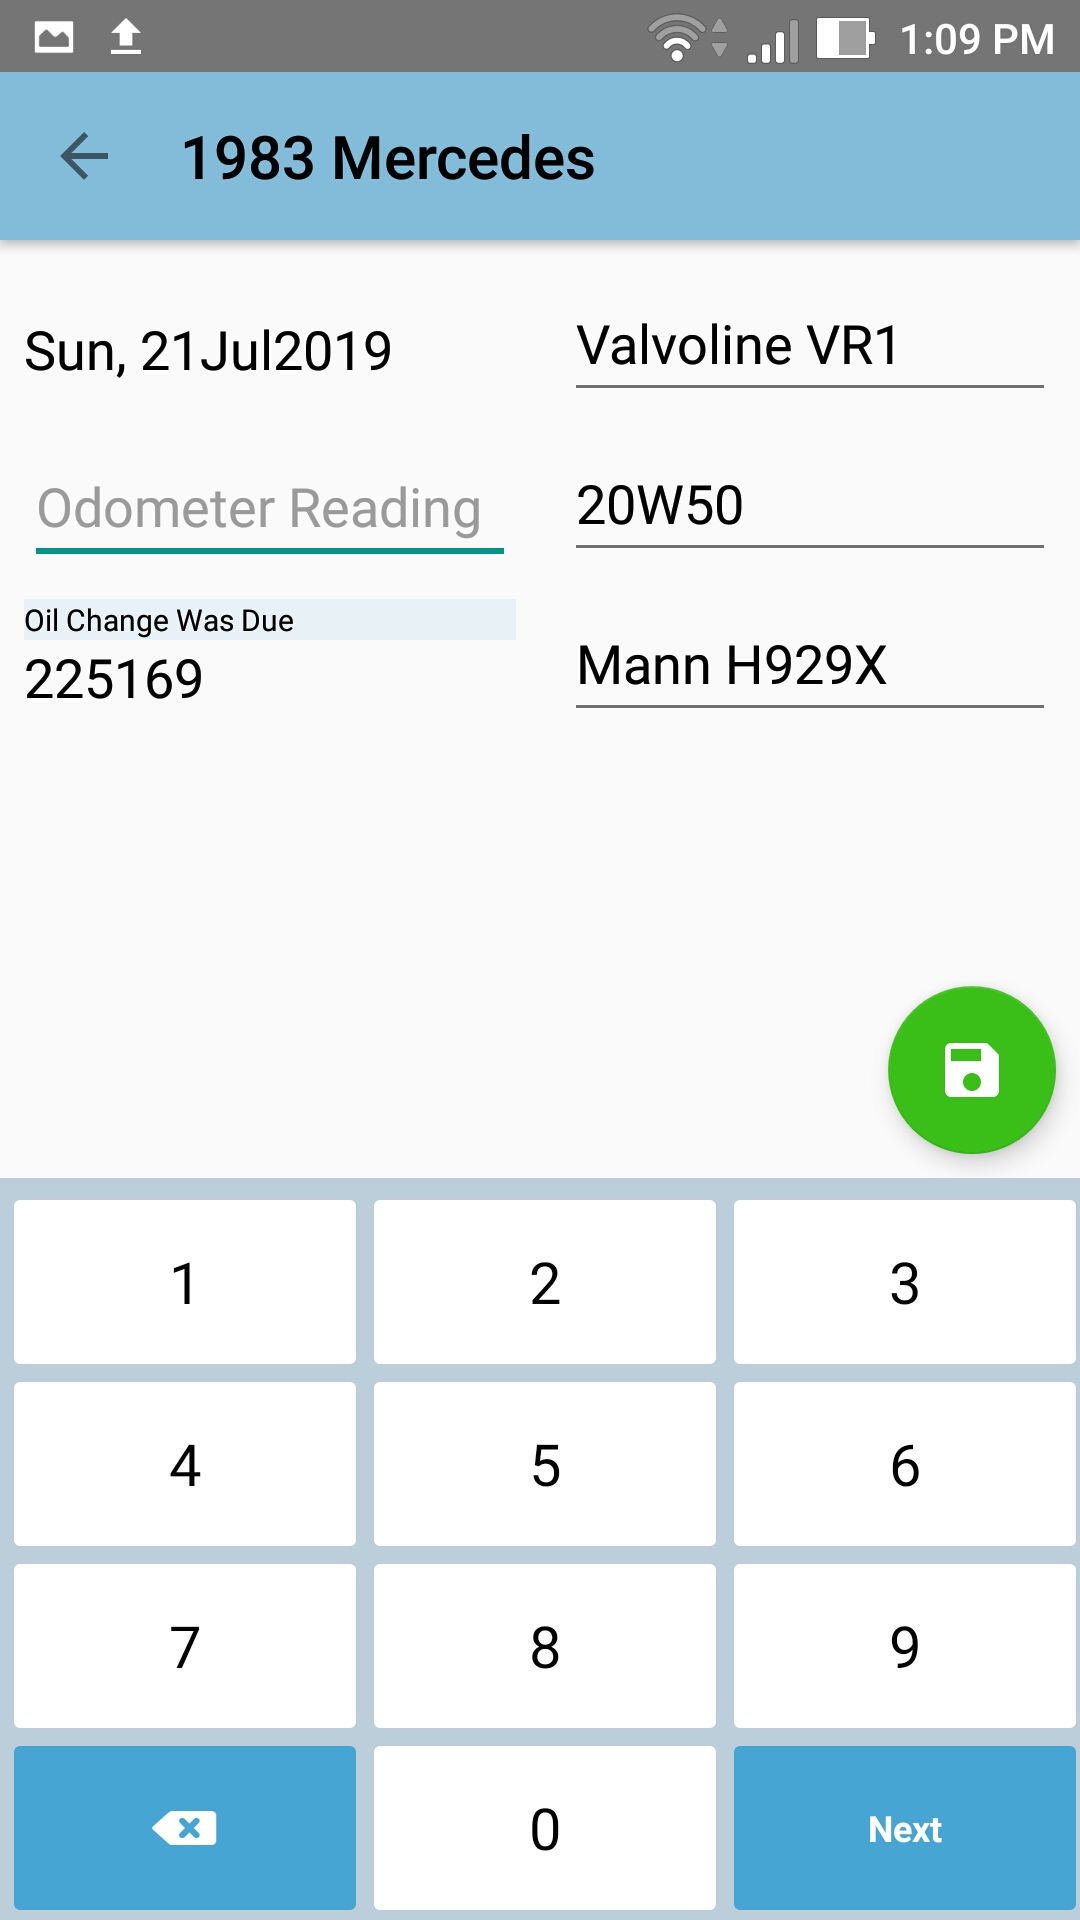 1:09 PM
1983 Mercedes
Sun, 21Jul2019
Valvoline VR1
Odometer Reading
20W50
Oil Change Was Due
225169
Mann H929X
1 2 3
4 5 6
7 8 9
0 Next